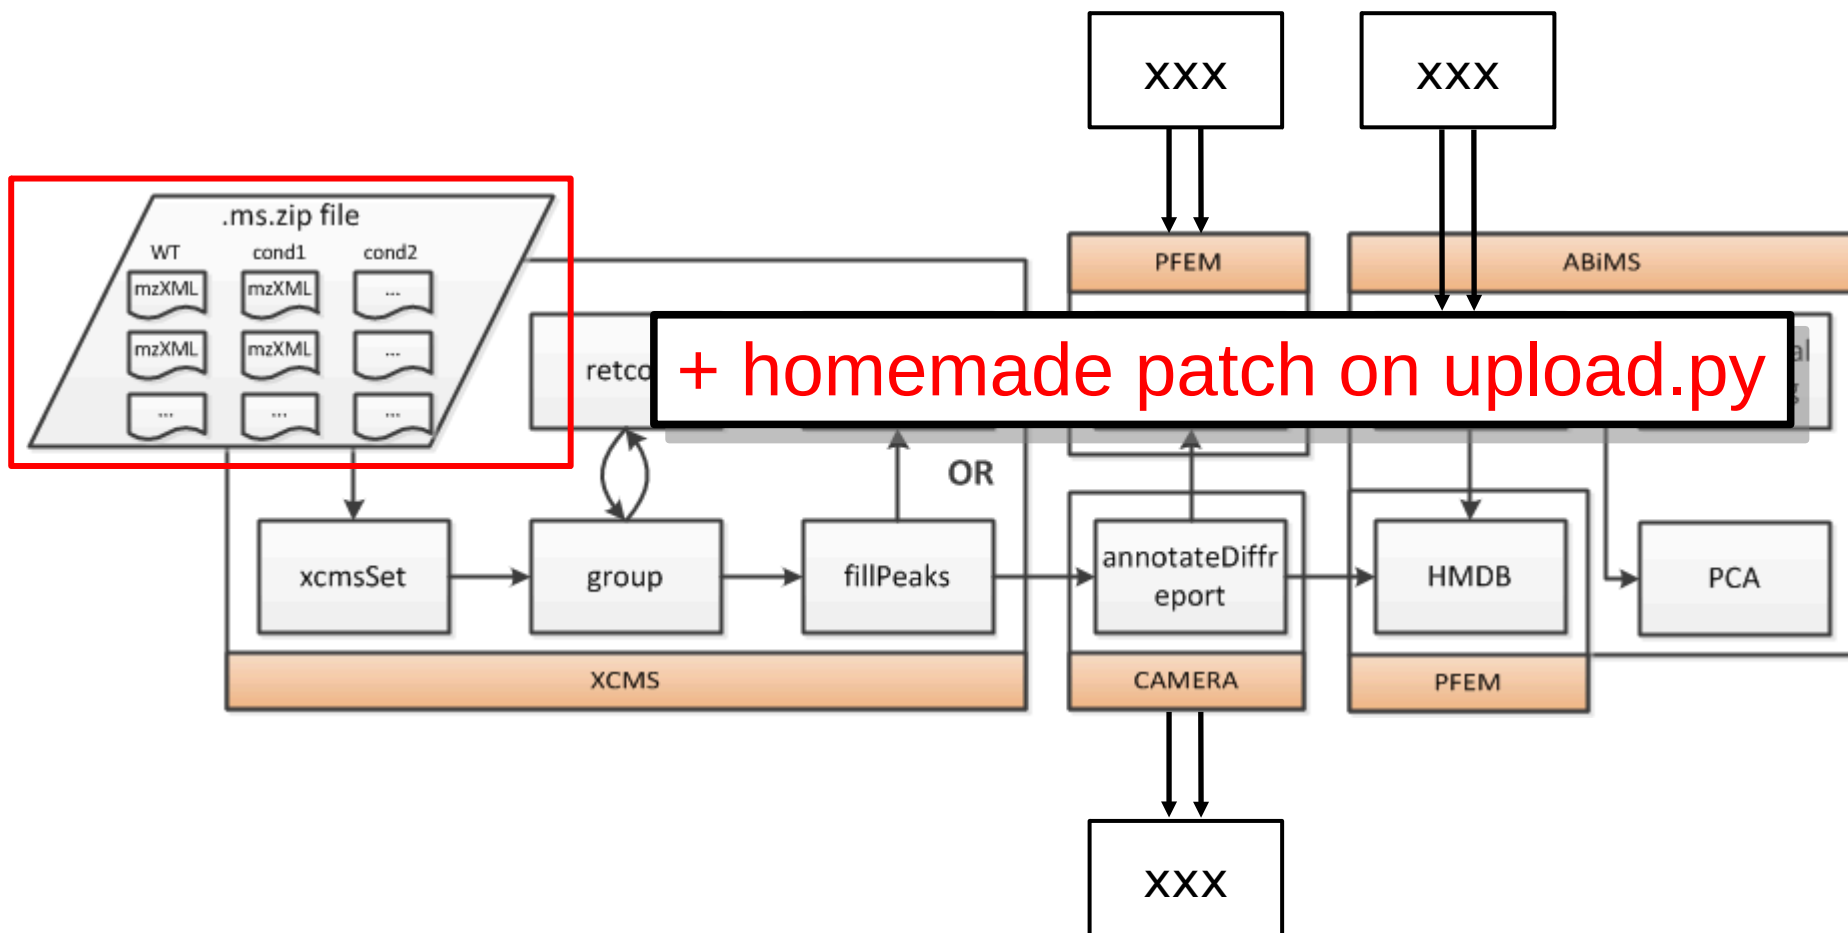 xxx
xxx
.ms.zip file
WT
cond1
cond2
mzXML
mzXML
...
mzXML
mzXML
...
...
...
...
PFEM
ABiMS
retco
+ homemade patch on upload.py
al
OR
xcmsSet
group
fillPeaks
annotateDiffr
eport
HMDB
PCA
XCMS
CAMERA
PFEM
xxx